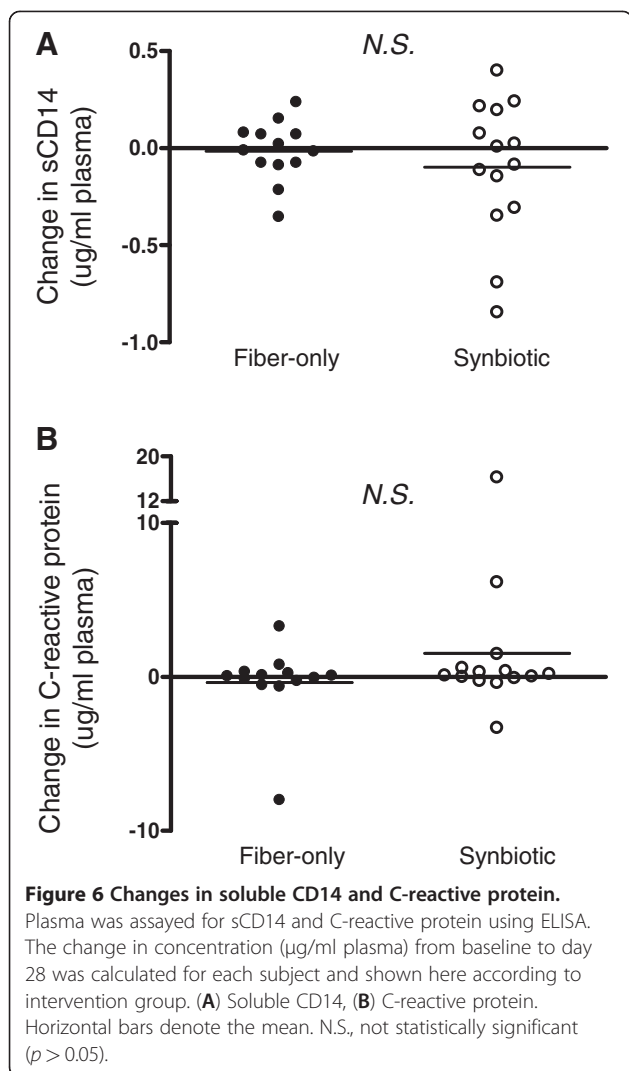 A
N.S.
0.5
0.0
-0.5
-1.0
Change in sCD14
(ug/ml plasma)
Fiber-only
Synbiotic
B
N.S.
20
12
10
0
-10
Change in C-reactive protein
(ug/ml plasma)
Fiber-only
Synbiotic
Figure 6 Changes in soluble CD14 and C-reactive protein.
Plasma was assayed for sCD14 and C-reactive protein using ELISA.
The change in concentration (µg/ml plasma) from baseline to day
28 was calculated for each subject and shown here according to
intervention group. (A) Soluble CD14, (B) C-reactive protein.
Horizontal bars denote the mean. N.S., not statistically significant
(p > 0.05).